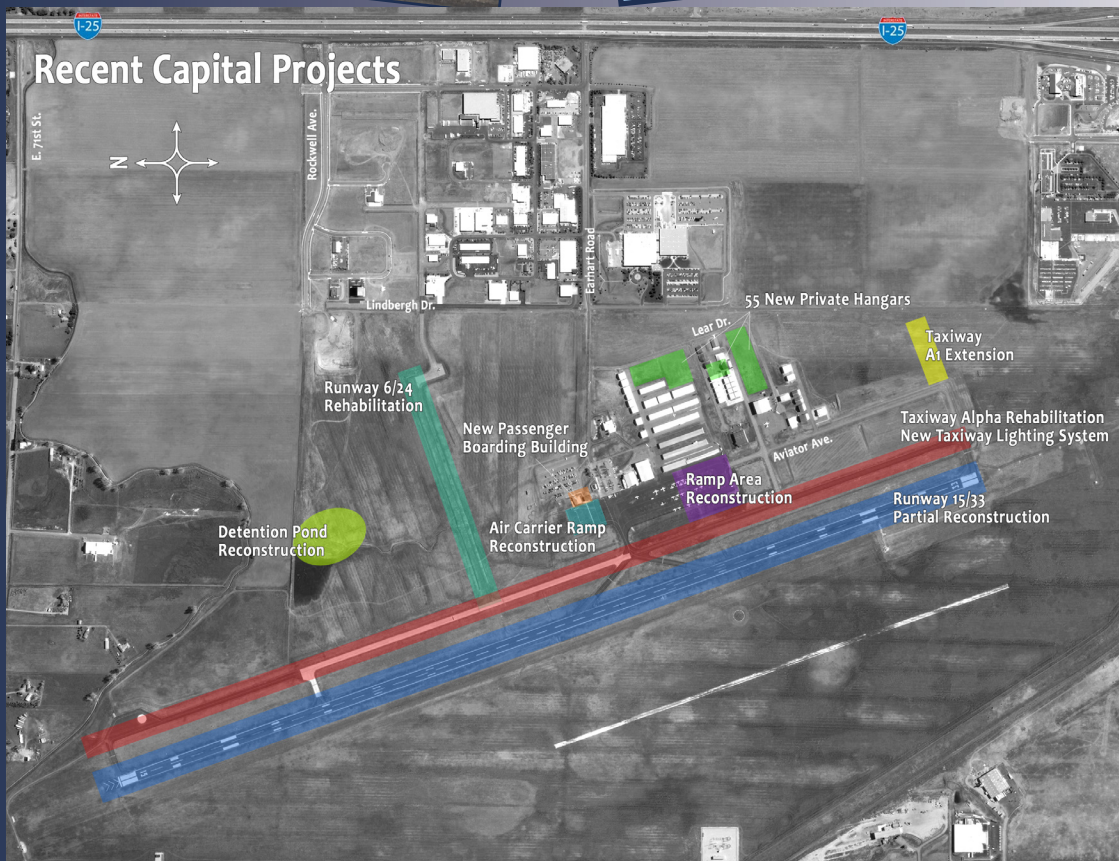 INTERSTATE
I-25
INTERSTATE
I-25
Recent Capital Projects
E. 71st St.
N
Rockwell Ave.
Earhart Road
Lindbergh Dr.
55 New Private Hangars
Lear Dr.
Taxiway
A1 Extension
Runway 6/24
Rehabilitation
New Passenger
Boarding Building
Taxiway Alpha Rehabilitation
New Taxiway Lighting System
Aviator Ave.
Ramp Area
Reconstruction
Runway 15/33
Partial Reconstruction
Detention Pond
Reconstruction
Air Carrier Ramp
Reconstruction